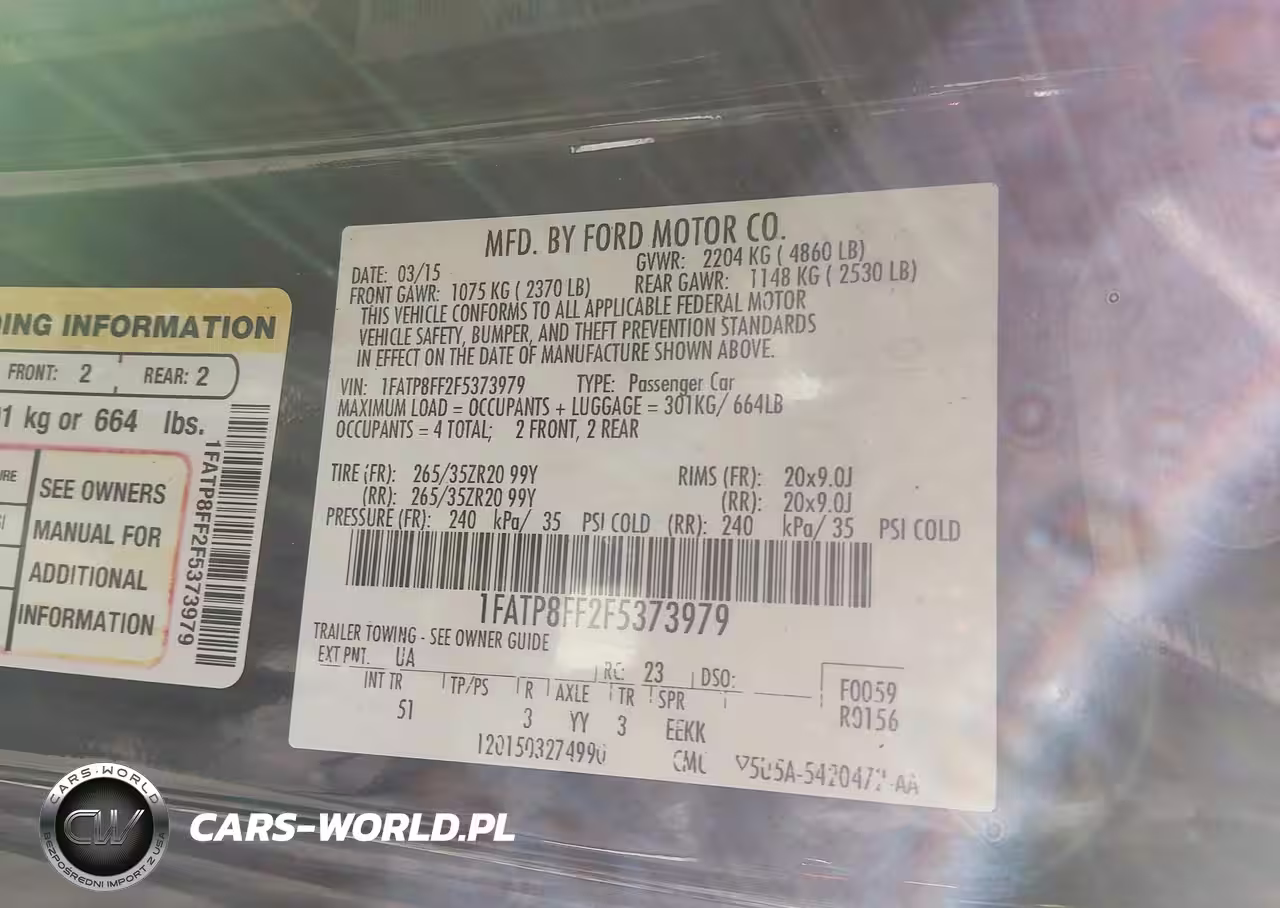 DING INFORMATION
FRONT: 2 REAR: 2
kg or 664 lbs.
SEE OWNERS
MANUAL FOR
ADDITIONAL
INFORMATION
1FATP8FF2F5373979
MFD. BY FORD MOTOR CO.
DATE: 03/15 GVWR: 2204 KG ( 4860 LB)
FRONT GAWR: 1075 KG ( 2370 LB) REAR GAWR: 1148 KG ( 2530 LB)
THIS VEHICLE CONFORMS TO ALL APPLICABLE FEDERAL MOTOR
VEHICLE SAFETY, BUMPER, AND THEFT PREVENTION STANDARDS
IN EFFECT ON THE DATE OF MANUFACTURE SHOWN ABOVE.
VIN: 1FATP8FF2F5373979 TYPE: Passenger Car
MAXIMUM LOAD = OCCUPANTS + LUGGAGE = 301KG/ 664LB
OCCUPANTS = 4 TOTAL; 2 FRONT, 2 REAR
TIRE (FR): 265/35ZR20 99Y RIMS (FR): 20x9.0J
(RR): 265/35ZR20 99Y (RR): 20x9.0J
PRESSURE (FR): 240 kPa/ 35 PSI COLD (RR): 240 kPa/ 35 PSI COLD
1FATP8FF2F5373979
TRAILER TOWING - SEE OWNER GUIDE
EXT PNT. UA RC: 23 DSO:
INT TR TP/PS R AXLE TR SPR F0059
51 3 YY 3 EEKK R0156
CARS-WORLD
CW
BEZPOŚREDNI IMPORT Z USA
CARS-WORLD.PL